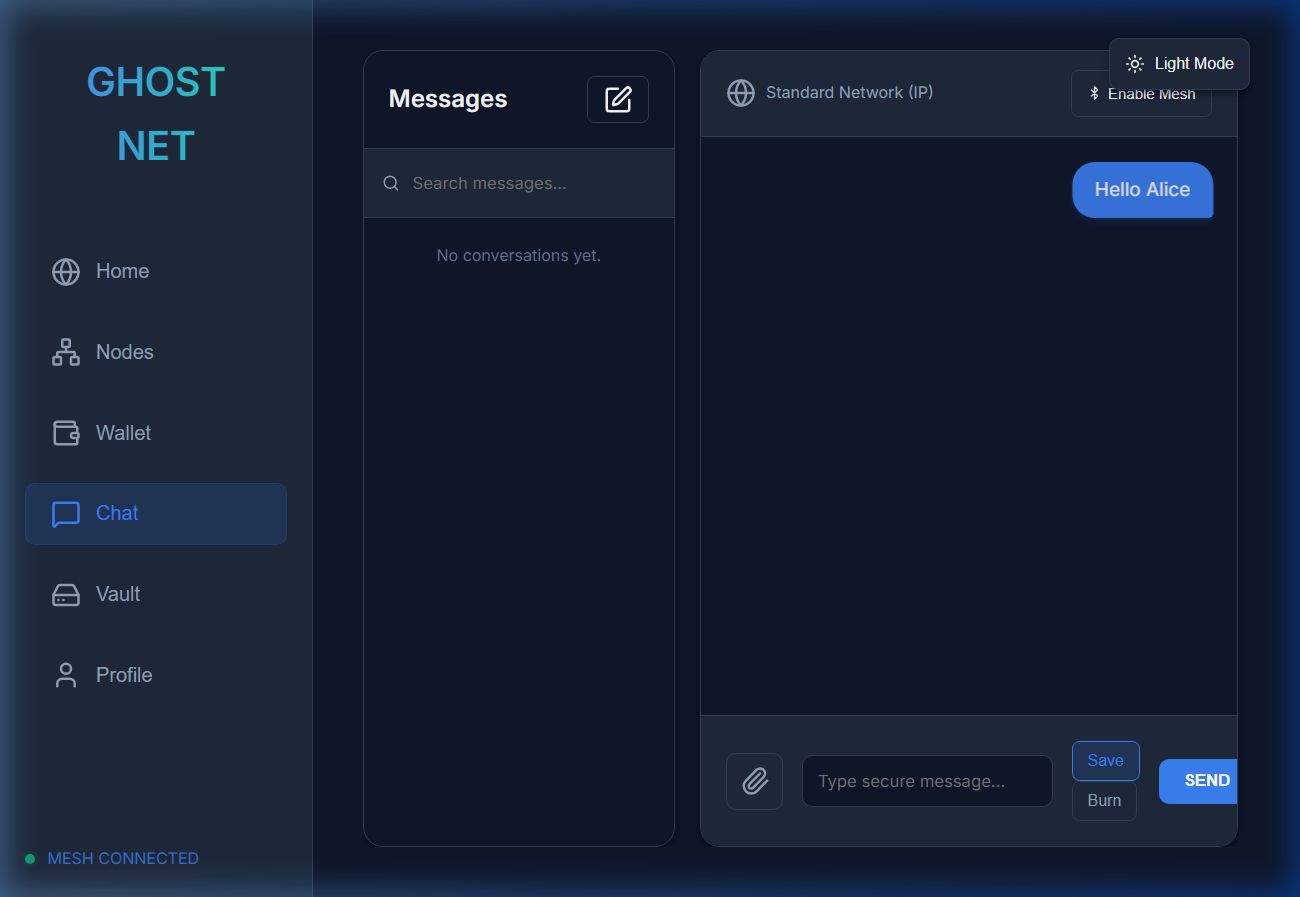 GHOST
NET
Home
Nodes
Wallet
Chat
Vault
Profile
MESH CONNECTED
Messages
Search messages...
No conversations yet.
Standard Network (IP)
Light Mode
Enable Mesh
Hello Alice
Type secure message...
Save
Burn
SEND